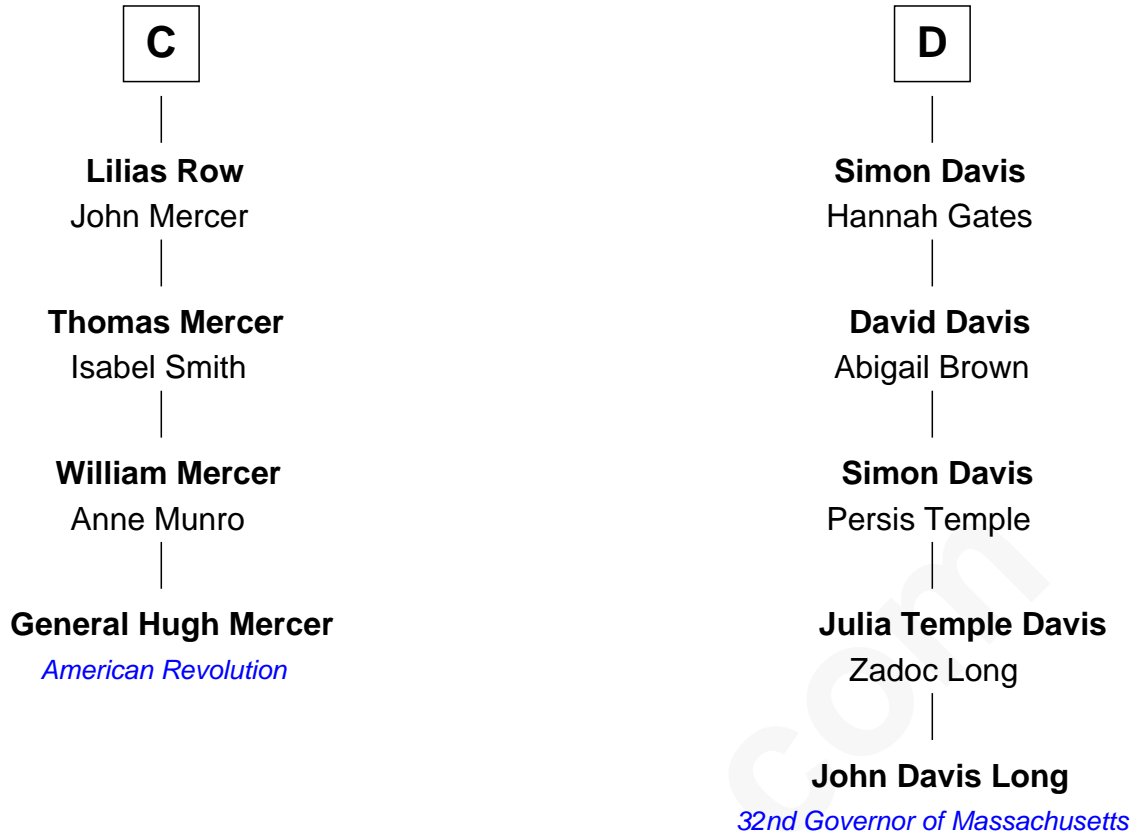 C
Lilias Row
John Mercer
Thomas Mercer
Isabel Smith
William Mercer
Anne Munro
General Hugh Mercer
American Revolution
D
Simon Davis
Hannah Gates
David Davis
Abigail Brown
Simon Davis
Persis Temple
Julia Temple Davis
Zadoc Long
John Davis Long
32nd Governor of Massachusetts
com